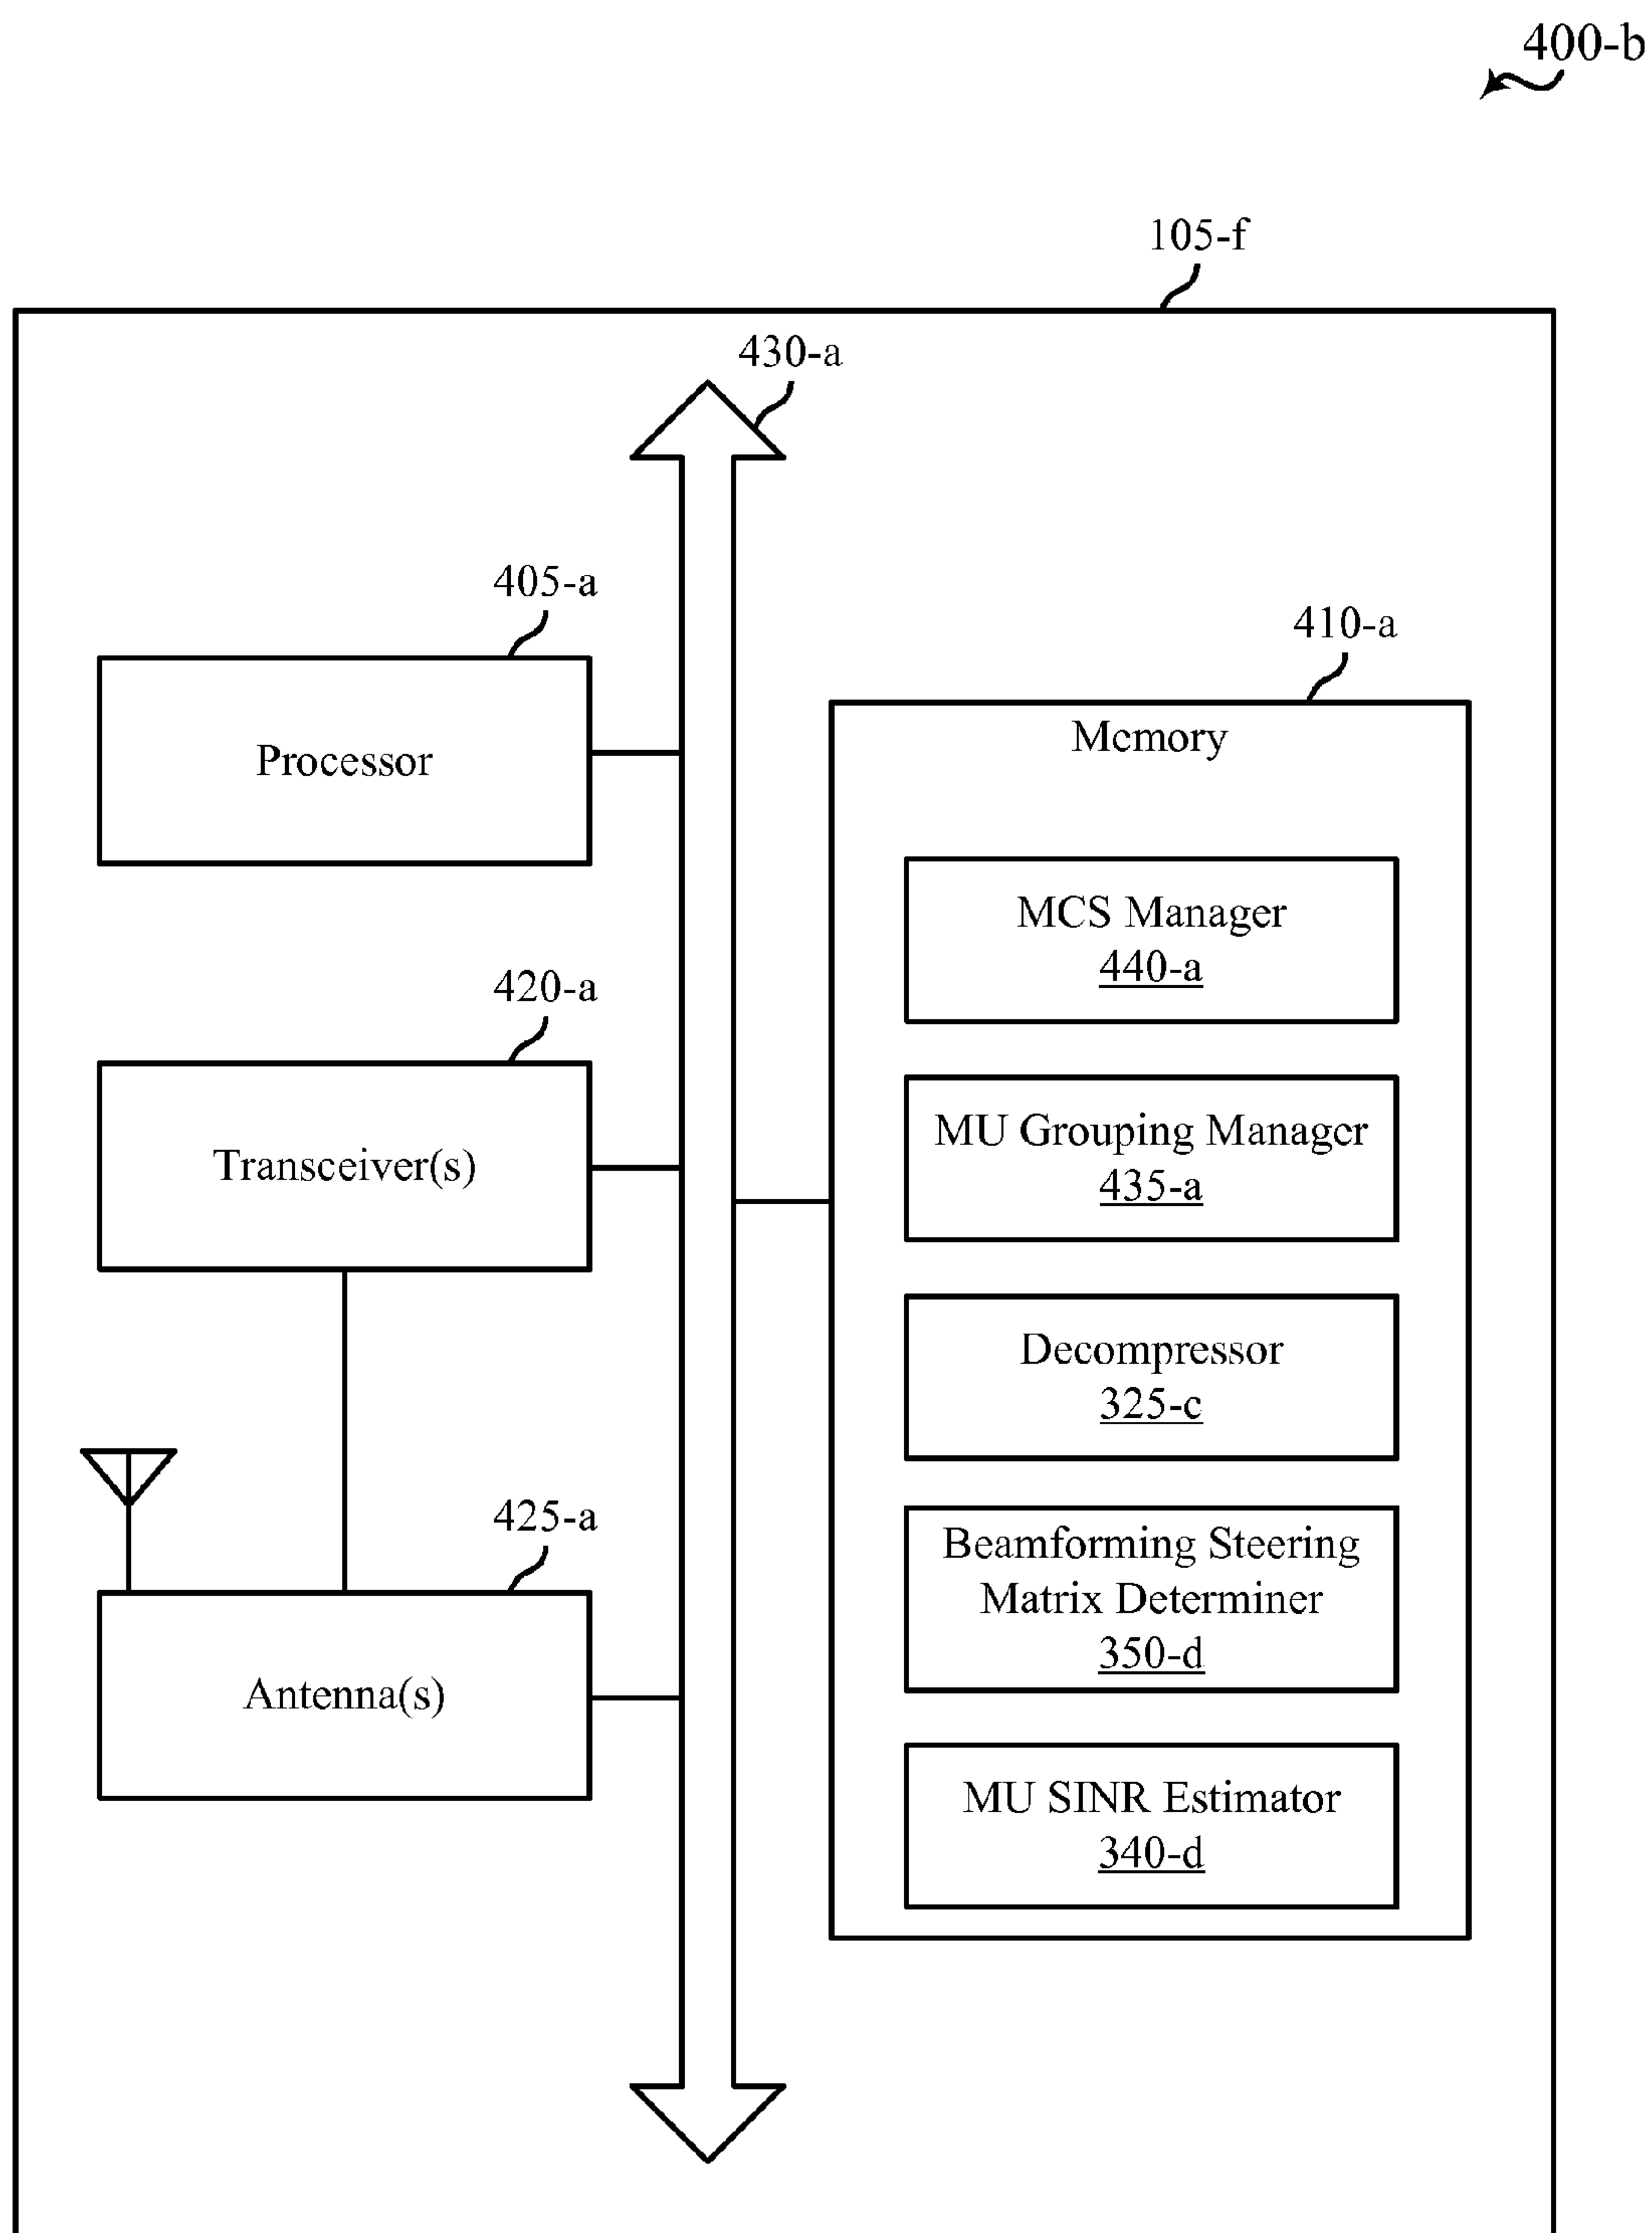 400-b
105-f
430-a
405-a
Processor
410-a
Memory
MCS Manager
440-a
420-a
Transceiver(s)
MU Grouping Manager
435-a
Decompressor
325-c
425-a
Antenna(s)
Beamforming Steering
Matrix Determiner
350-d
MU SINR Estimator
340-d